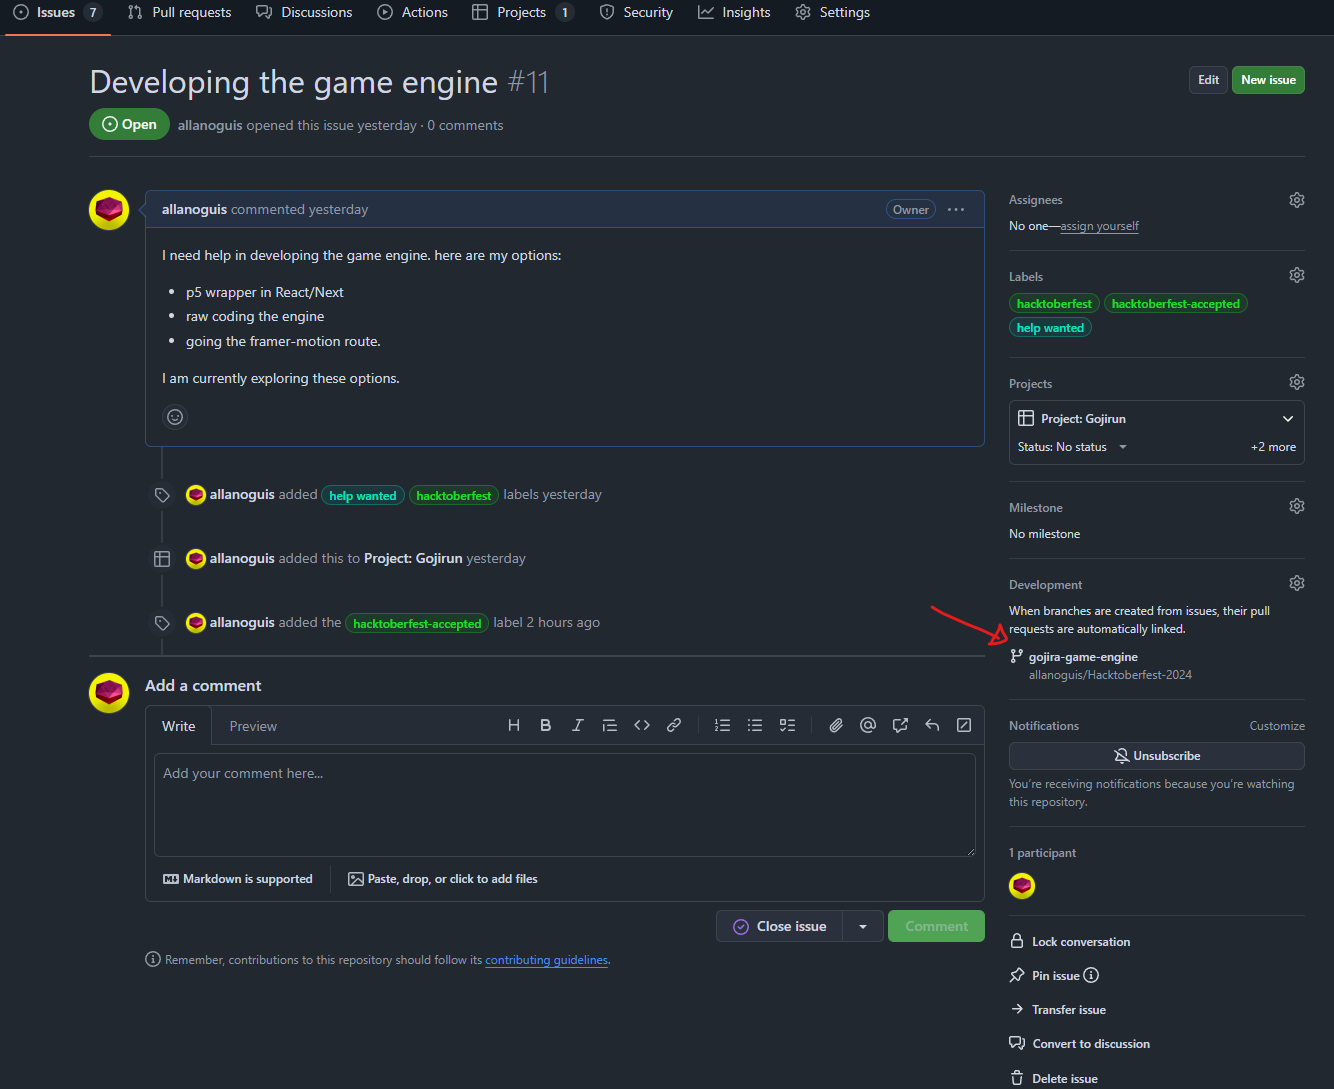 Issues 7 Pull requests Discussions Actions Projects 1 Security Insights Settings
Developing the game engine #11
Edit New issue
Open allanoguis opened this issue yesterday · 0 comments
allanoguis commented yesterday Owner ...
I need help in developing the game engine. here are my options:
• p5 wrapper in React/Next
• raw coding the engine
• going the framer-motion route.
I am currently exploring these options.
allanoguis added help wanted hacktoberfest labels yesterday
allanoguis added this to Project: Gojirun yesterday
allanoguis added the hacktoberfest-accepted label 2 hours ago
Add a comment
Write Preview
Add your comment here...
Markdown is supported Paste, drop, or click to add files
Close issue Comment
Remember, contributions to this repository should follow its contributing guidelines.
Assignees
No one—assign yourself
Labels
hacktoberfest hacktoberfest-accepted
help wanted
Projects
Project: Gojirun
Status: No status +2 more
Milestone
No milestone
Development
When branches are created from issues, their pull
requests are automatically linked.
gojira-game-engine
allanoguis/Hacktoberfest-2024
Notifications Customize
Unsubscribe
You're receiving notifications because you're watching
this repository.
1 participant
Lock conversation
Pin issue
Transfer issue
Convert to discussion
Delete issue